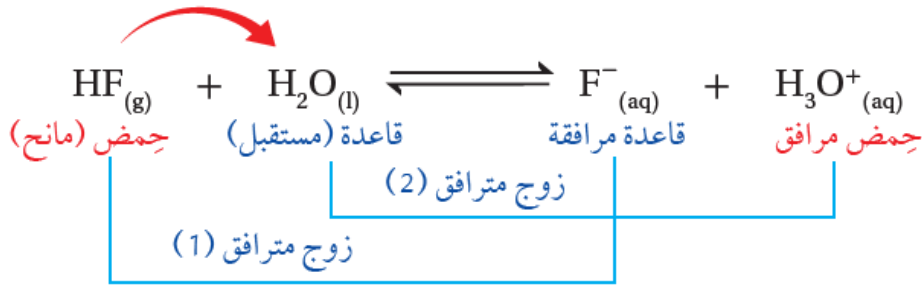 HF(g) + H₂O(l) ⇌ F⁻(aq) + H₃O⁺(aq)
حِمض (مانح) قاعدة (مستقبل) قاعدة مرافقة حِمض مرافق
زوج مترافق (2)
زوج مترافق (1)